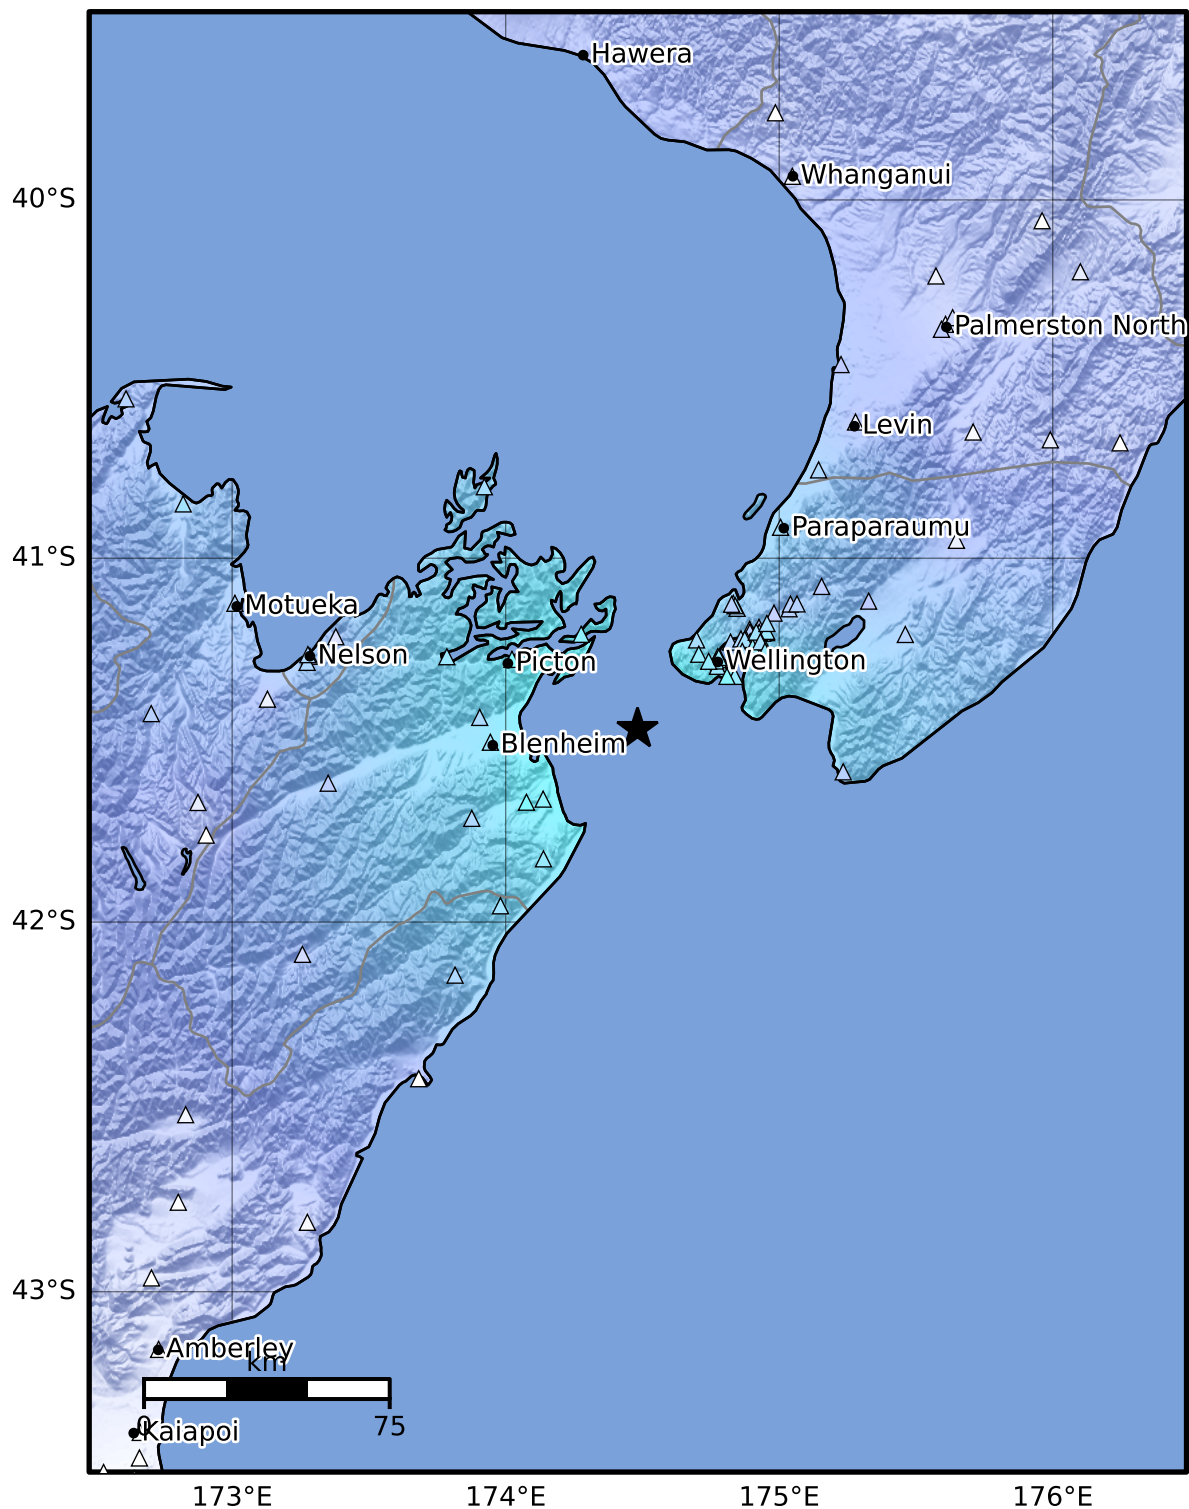 Hawera
Whanganui
40°S
Palmerston North
Levin
Paraparaumu
41°S
Motueka
Nelson
Picton
Wellington
Blenheim
42°S
43°S
Amberley
km
0
75
Kaiapoi
173°E
174°E
175°E
176°E